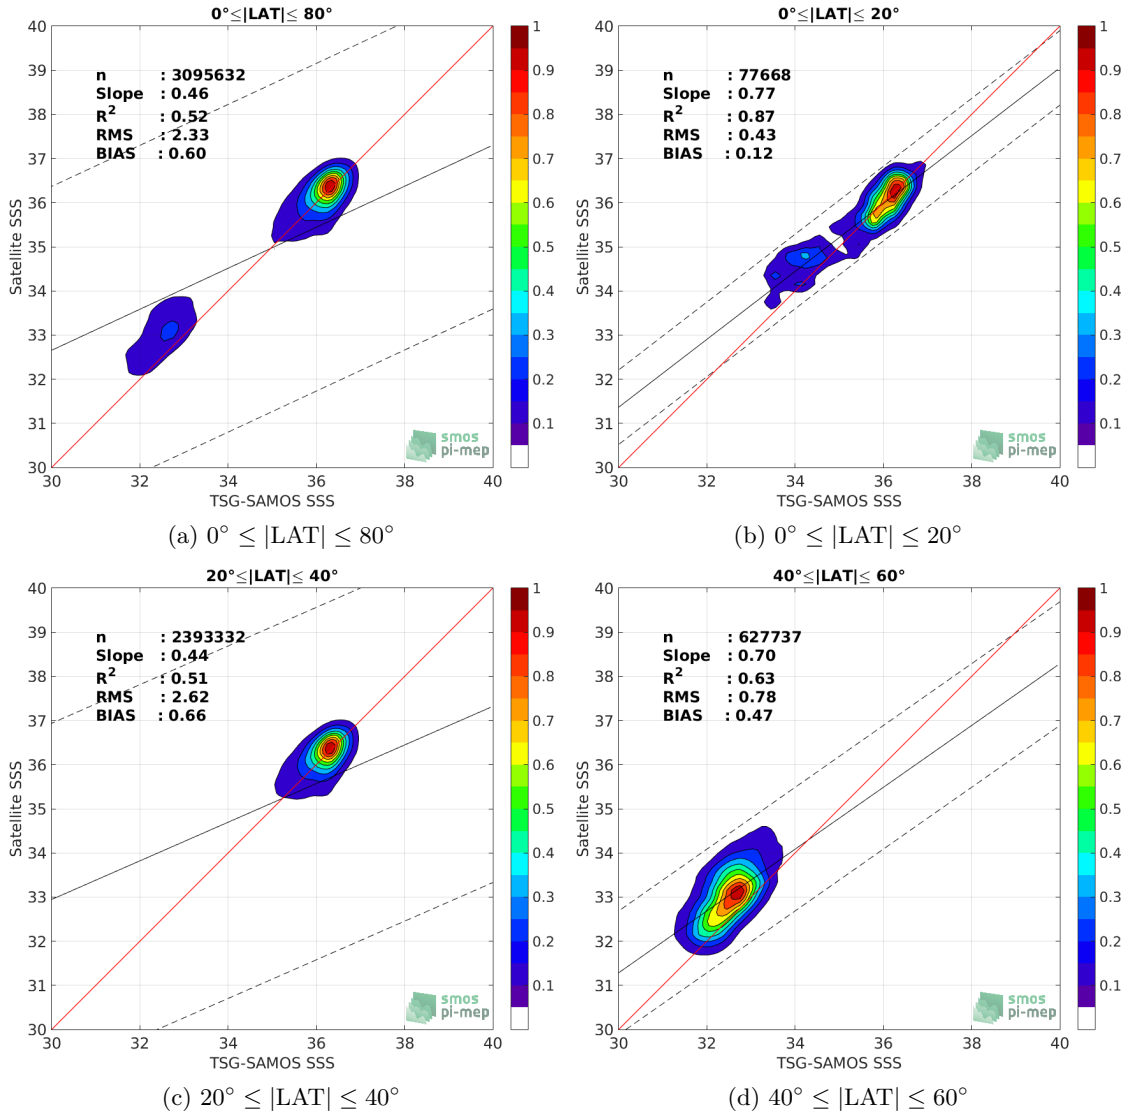 0°≤|LAT|≤ 80°
n : 3095632
Slope : 0.46
R² : 0.52
RMS : 2.33
BIAS : 0.60
40
39
38
37
36
35
34
33
32
31
30
Satellite SSS
30 32 34 36 38 40
TSG-SAMOS SSS
1
0.9
0.8
0.7
0.6
0.5
0.4
0.3
0.2
0.1
smos
pi-mep
(a) 0° ≤ |LAT| ≤ 80°
0°≤|LAT|≤ 20°
n : 77668
Slope : 0.77
R² : 0.87
RMS : 0.43
BIAS : 0.12
40
39
38
37
36
35
34
33
32
31
30
Satellite SSS
30 32 34 36 38 40
TSG-SAMOS SSS
1
0.9
0.8
0.7
0.6
0.5
0.4
0.3
0.2
0.1
smos
pi-mep
(b) 0° ≤ |LAT| ≤ 20°
20°≤|LAT|≤ 40°
n : 2393332
Slope : 0.44
R² : 0.51
RMS : 2.62
BIAS : 0.66
40
39
38
37
36
35
34
33
32
31
30
Satellite SSS
30 32 34 36 38 40
TSG-SAMOS SSS
1
0.9
0.8
0.7
0.6
0.5
0.4
0.3
0.2
0.1
smos
pi-mep
(c) 20° ≤ |LAT| ≤ 40°
40°≤|LAT|≤ 60°
n : 627737
Slope : 0.70
R² : 0.63
RMS : 0.78
BIAS : 0.47
40
39
38
37
36
35
34
33
32
31
30
Satellite SSS
30 32 34 36 38 40
TSG-SAMOS SSS
1
0.9
0.8
0.7
0.6
0.5
0.4
0.3
0.2
0.1
smos
pi-mep
(d) 40° ≤ |LAT| ≤ 60°